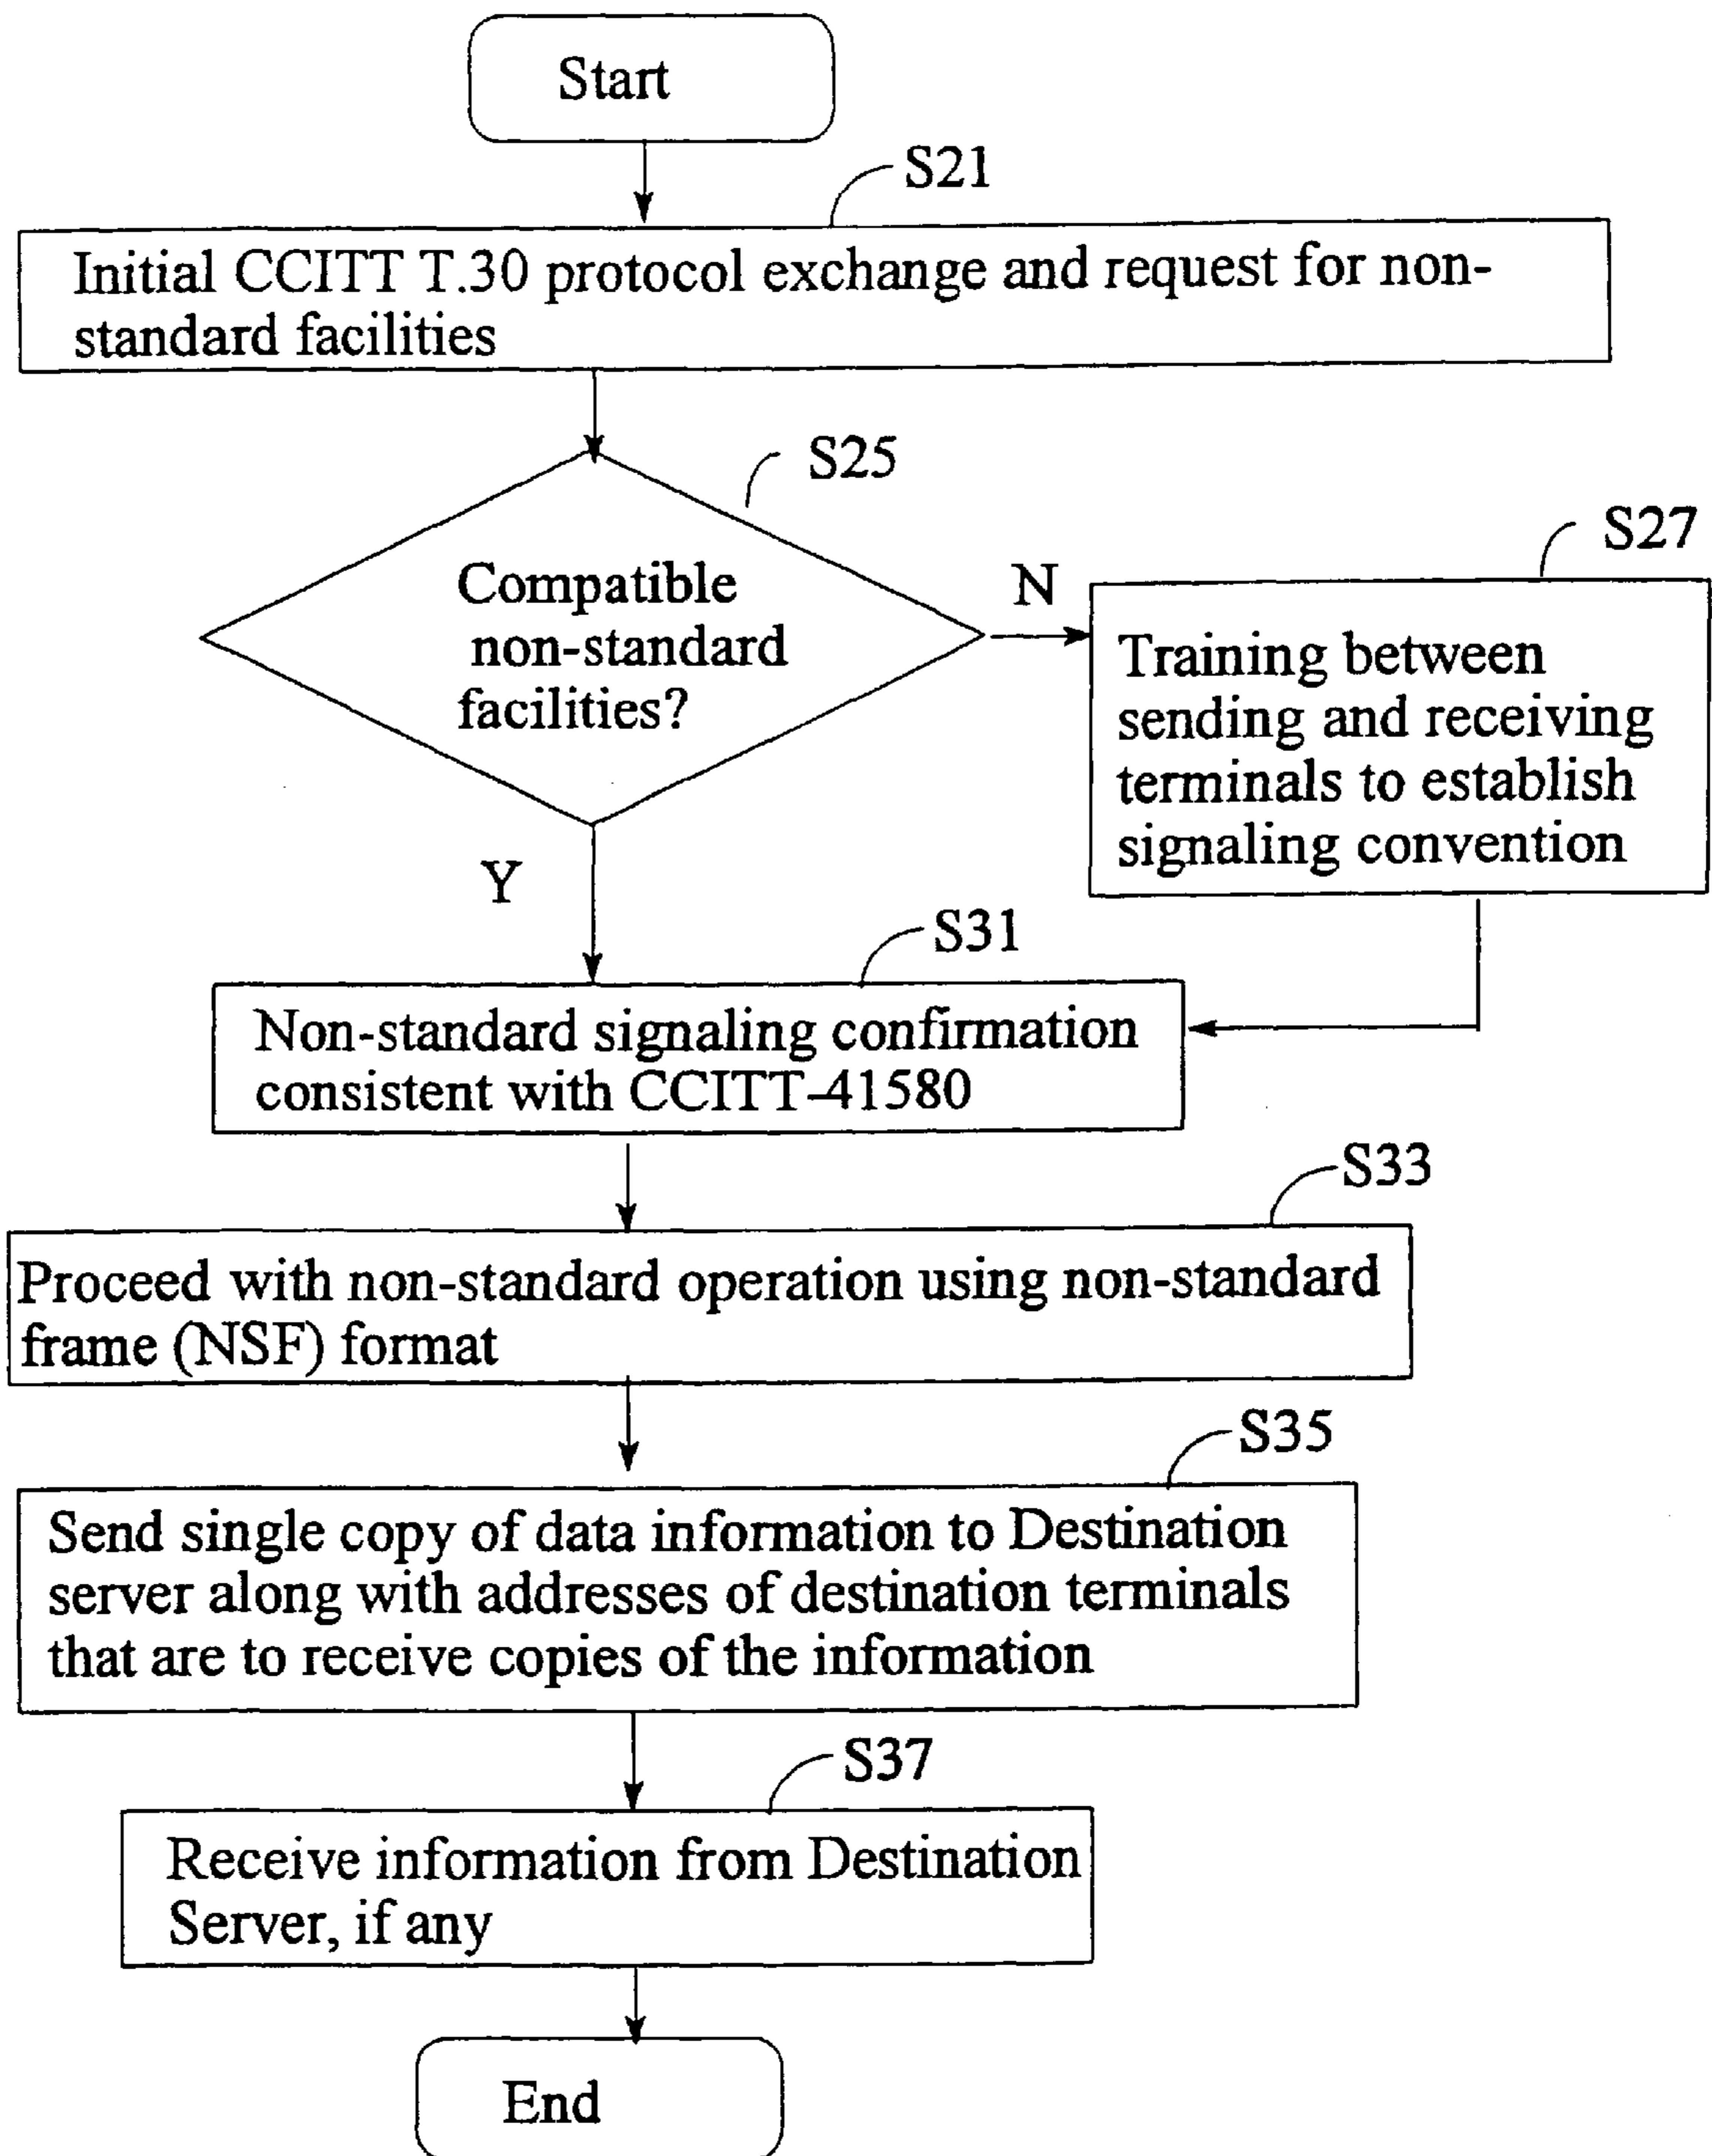 Start
S21
Initial CCITT T.30 protocol exchange and request for non-
standard facilities
S25
Compatible
non-standard
facilities?
N
S27
Training between
sending and receiving
terminals to establish
signaling convention
Y
S31
Non-standard signaling confirmation
consistent with CCITT-41580
S33
Proceed with non-standard operation using non-standard
frame (NSF) format
S35
Send single copy of data information to Destination
server along with addresses of destination terminals
that are to receive copies of the information
S37
Receive information from Destination
Server, if any
End